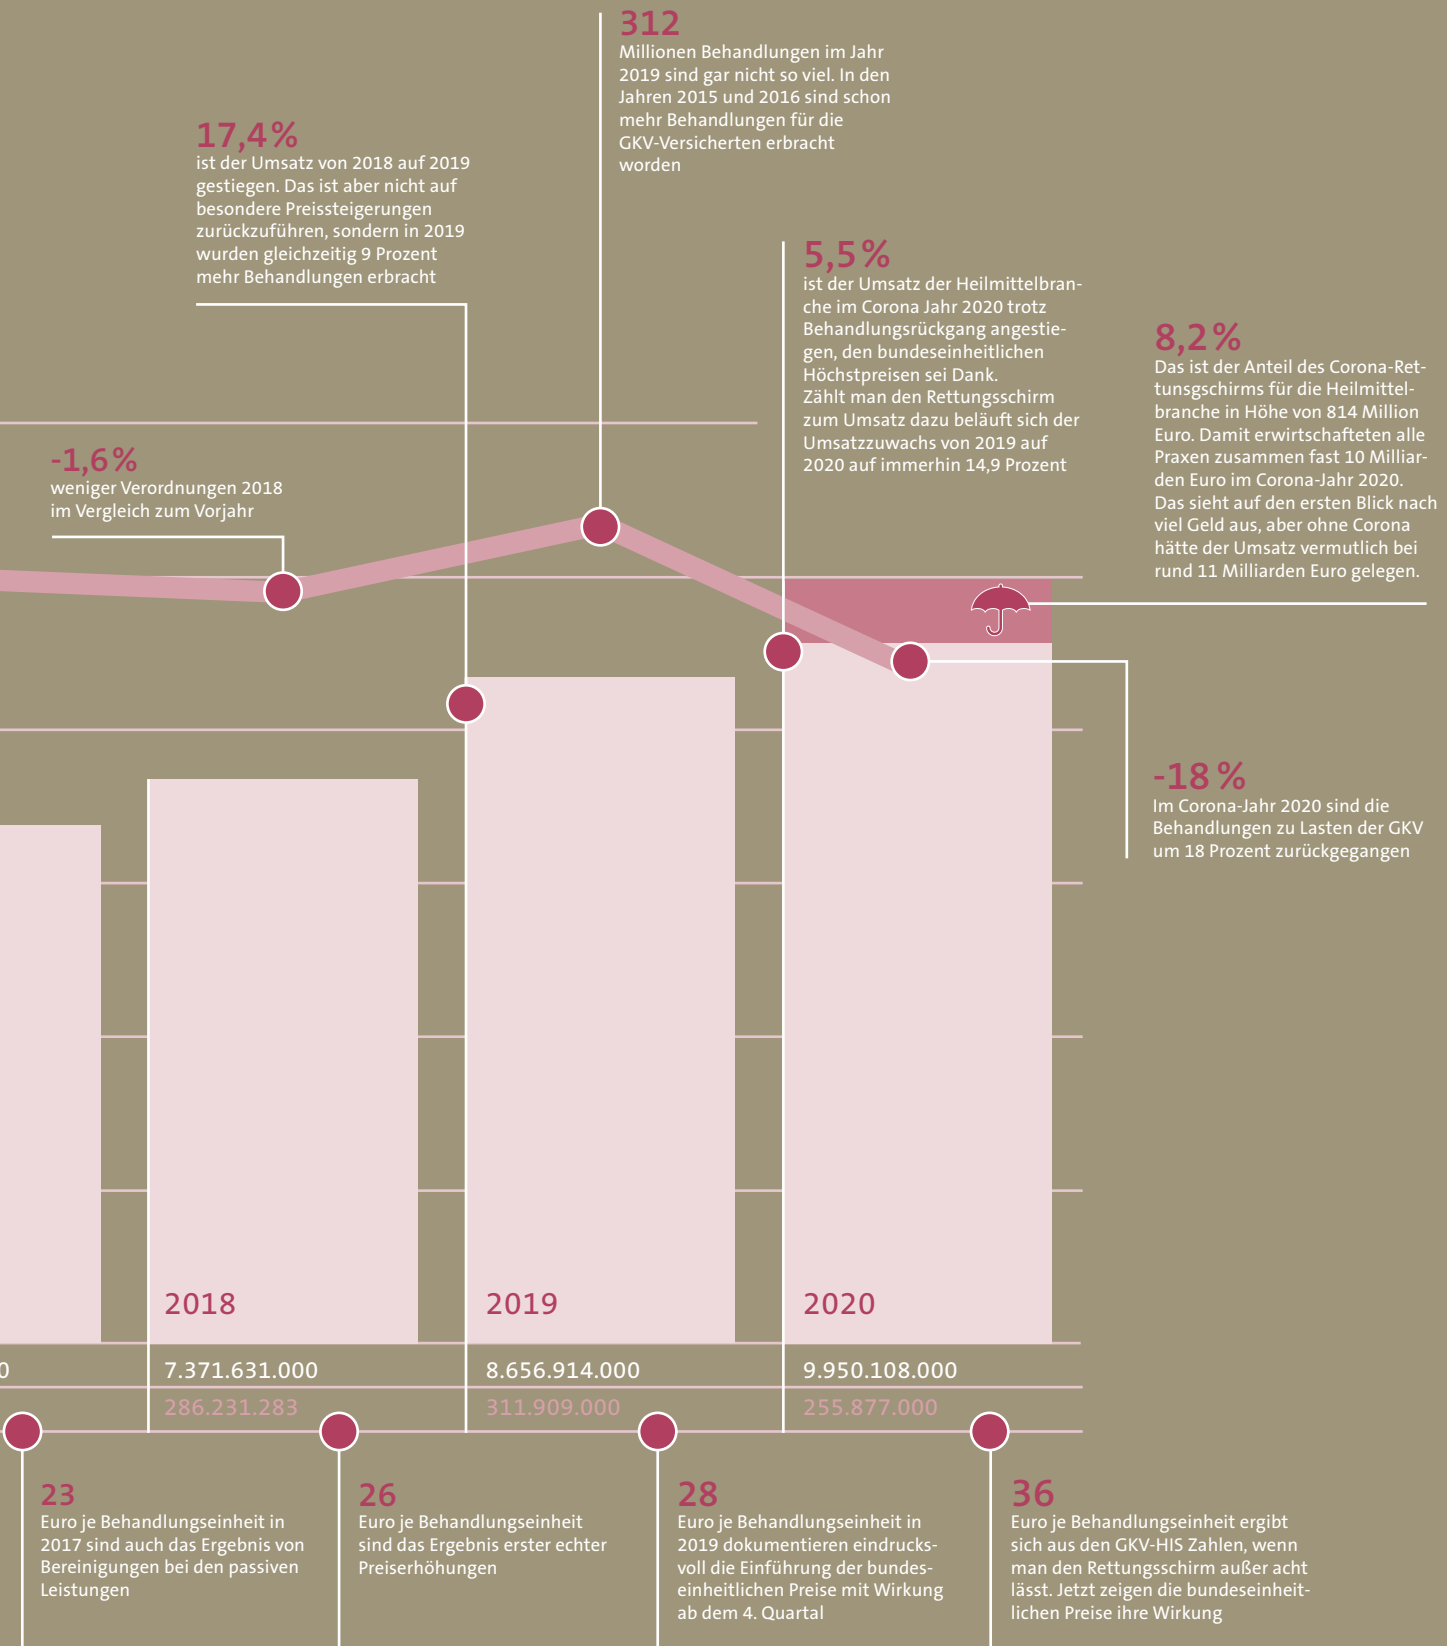 312
Millionen Behandlungen im Jahr
2019 sind gar nicht so viel. In den
Jahren 2015 und 2016 sind schon
mehr Behandlungen für die
GKV-Versicherten erbracht
worden
17,4%
ist der Umsatz von 2018 auf 2019
gestiegen. Das ist aber nicht auf
besondere Preissteigerungen
zurückzuführen, sondern in 2019
wurden gleichzeitig 9 Prozent
mehr Behandlungen erbracht
5,5%
ist der Umsatz der Heilmittelbran-
che im Corona Jahr 2020 trotz
Behandlungsrückgang angestie-
gen, den bundeseinheitlichen
Höchstpreisen sei Dank.
Zählt man den Rettungsschirm
zum Umsatz dazu beläuft sich der
Umsatzzuwachs von 2019 auf
2020 auf immerhin 14,9 Prozent
8,2%
Das ist der Anteil des Corona-Ret-
tunsgschirms für die Heilmittel-
branche in Höhe von 814 Million
Euro. Damit erwirtschafteten alle
Praxen zusammen fast 10 Milliar-
den Euro im Corona-Jahr 2020.
Das sieht auf den ersten Blick nach
viel Geld aus, aber ohne Corona
hätte der Umsatz vermutlich bei
rund 11 Milliarden Euro gelegen.
-1,6%
weniger Verordnungen 2018
im Vergleich zum Vorjahr
-18 %
Im Corona-Jahr 2020 sind die
Behandlungen zu Lasten der GKV
um 18 Prozent zurückgegangen
2018
2019
2020
0
7.371.631.000
8.656.914.000
9.950.108.000
286.231.283
311.909.000
255.877.000
23
Euro je Behandlungseinheit in
2017 sind auch das Ergebnis von
Bereinigungen bei den passiven
Leistungen
26
Euro je Behandlungseinheit
sind das Ergebnis erster echter
Preiserhöhungen
28
Euro je Behandlungseinheit in
2019 dokumentieren eindrucks-
voll die Einführung der bundes-
einheitlichen Preise mit Wirkung
ab dem 4. Quartal
36
Euro je Behandlungseinheit ergibt
sich aus den GKV-HIS Zahlen, wenn
man den Rettungsschirm außer acht
lässt. Jetzt zeigen die bundeseinheit-
lichen Preise ihre Wirkung